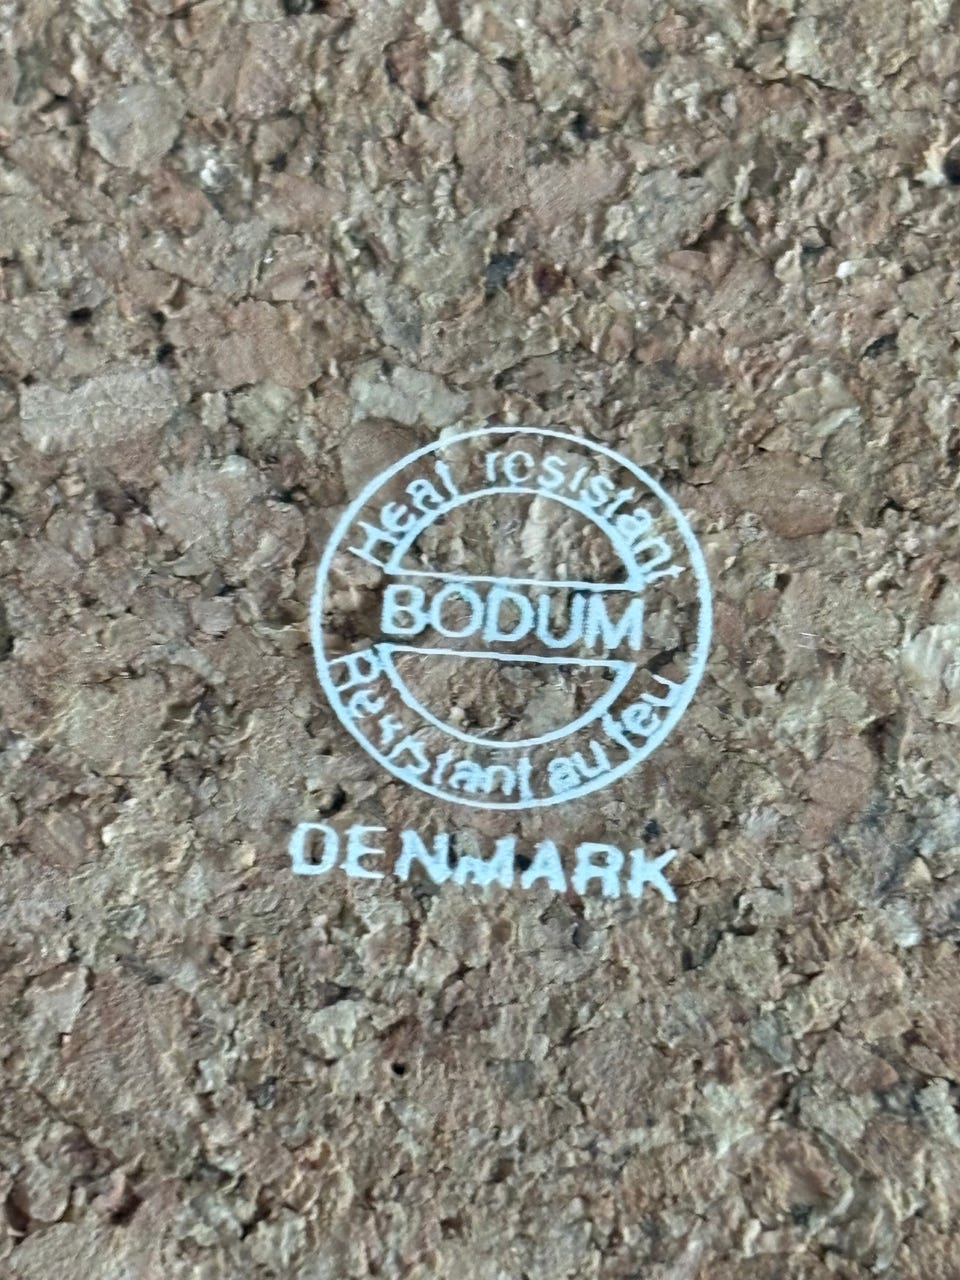 Heat resistant
BODUM
Résistant au feu
DENMARK